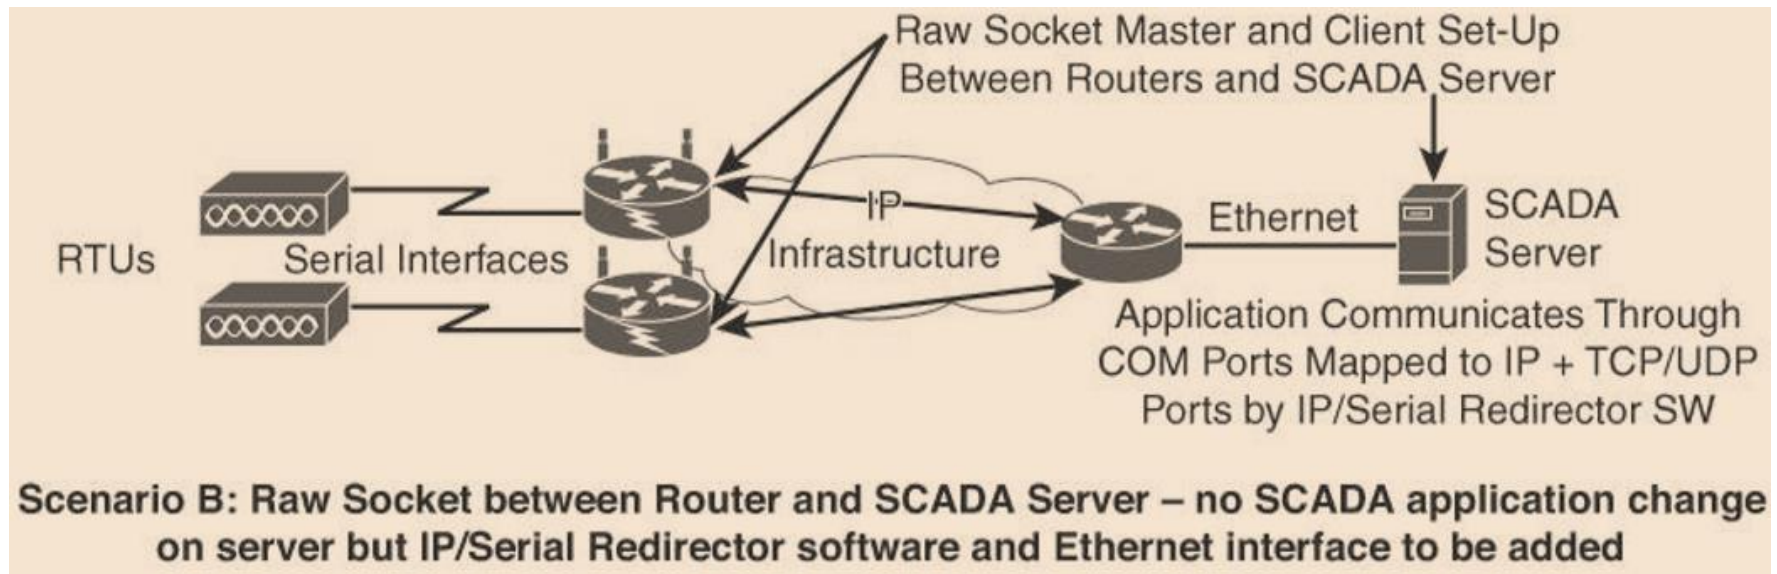 Raw Socket Master and Client Set-Up
Between Routers and SCADA Server
IP
Infrastructure
Ethernet
SCADA
Server
RTUs
Serial Interfaces
Application Communicates Through
COM Ports Mapped to IP + TCP/UDP
Ports by IP/Serial Redirector SW
Scenario B: Raw Socket between Router and SCADA Server – no SCADA application change
on server but IP/Serial Redirector software and Ethernet interface to be added